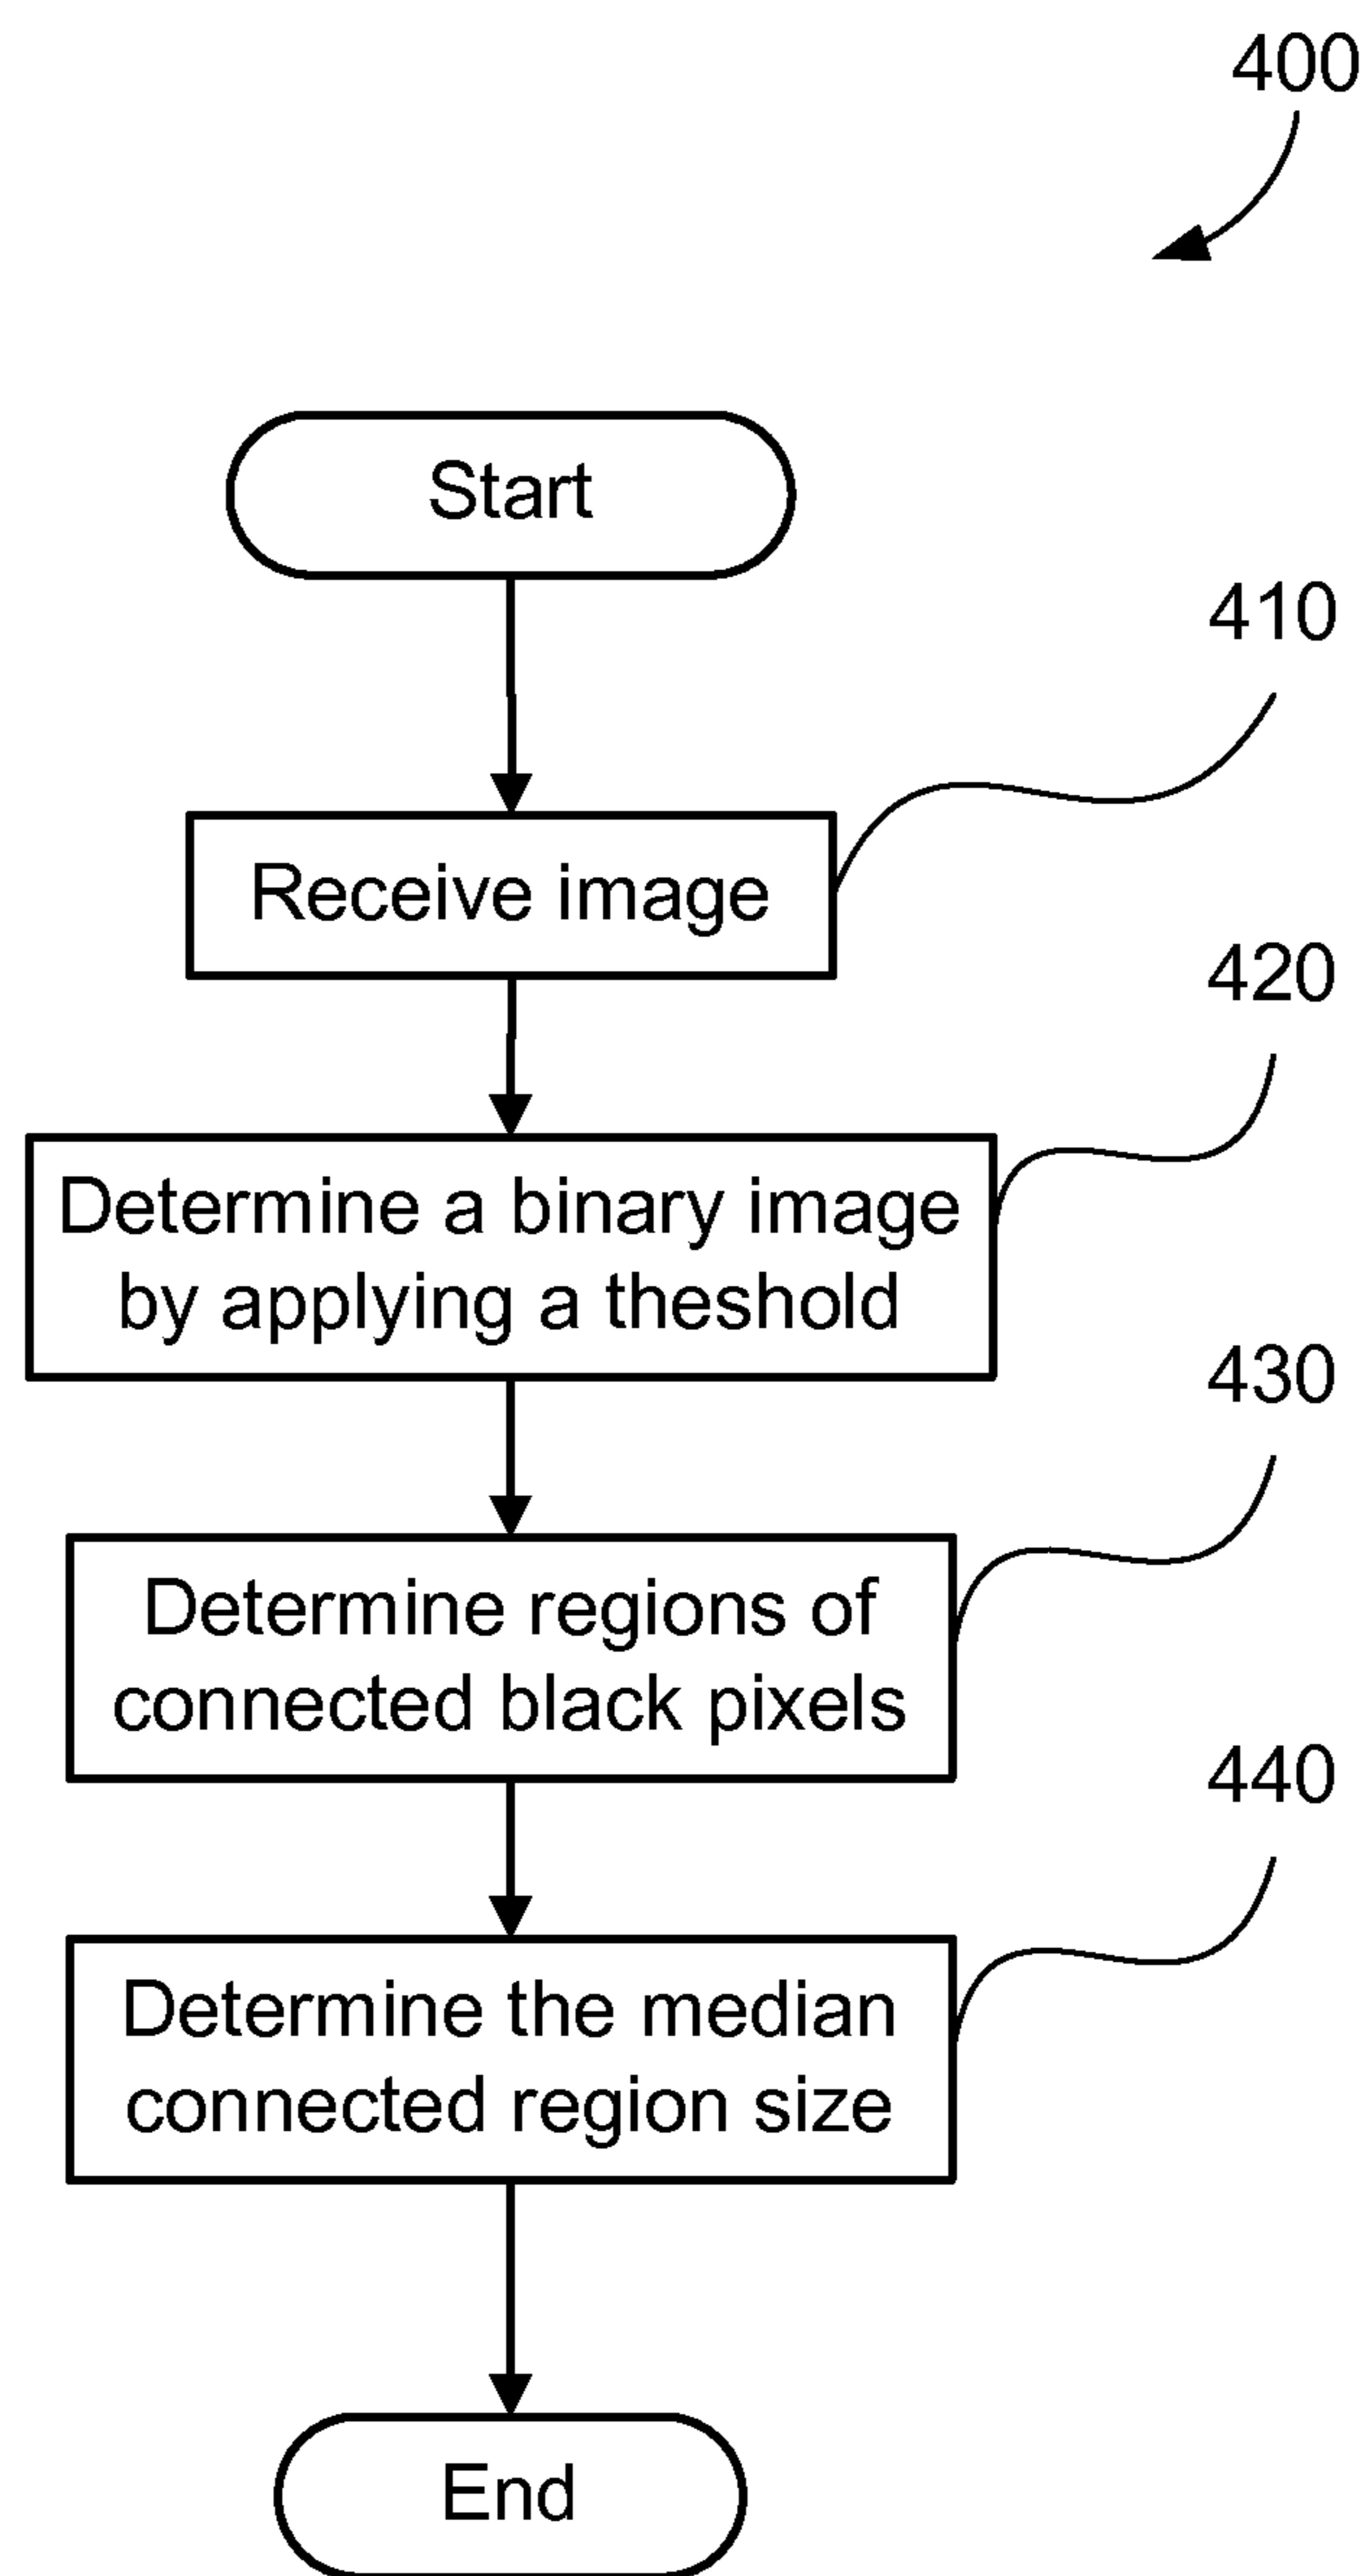 400
Start
410
Receive image
420
Determine a binary image
by applying a theshold
430
Determine regions of
connected black pixels
440
Determine the median
connected region size
End